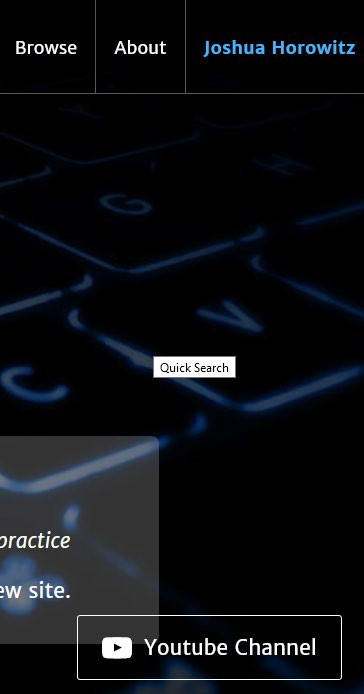 Browse
About
Joshua Horowitz
G
H
V
Quick Search
C
practice
ew site.
Youtube Channel